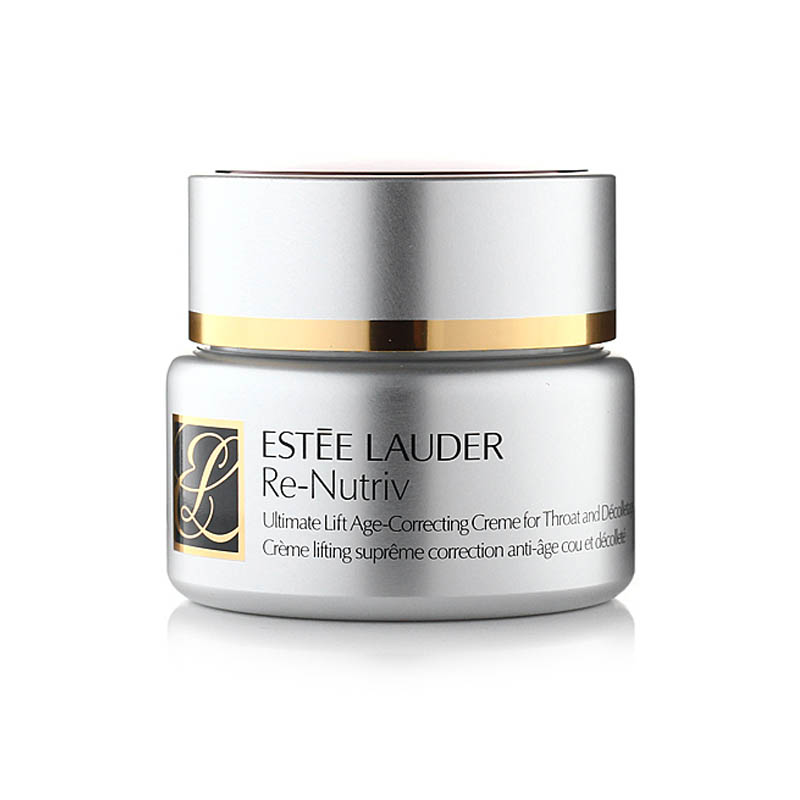 EL
ESTĒE LAUDER
Re-Nutriv
Ultimate Lift Age-Correcting Creme for Throat and
Crème lifting suprême correction anti-âge cou et décolleté